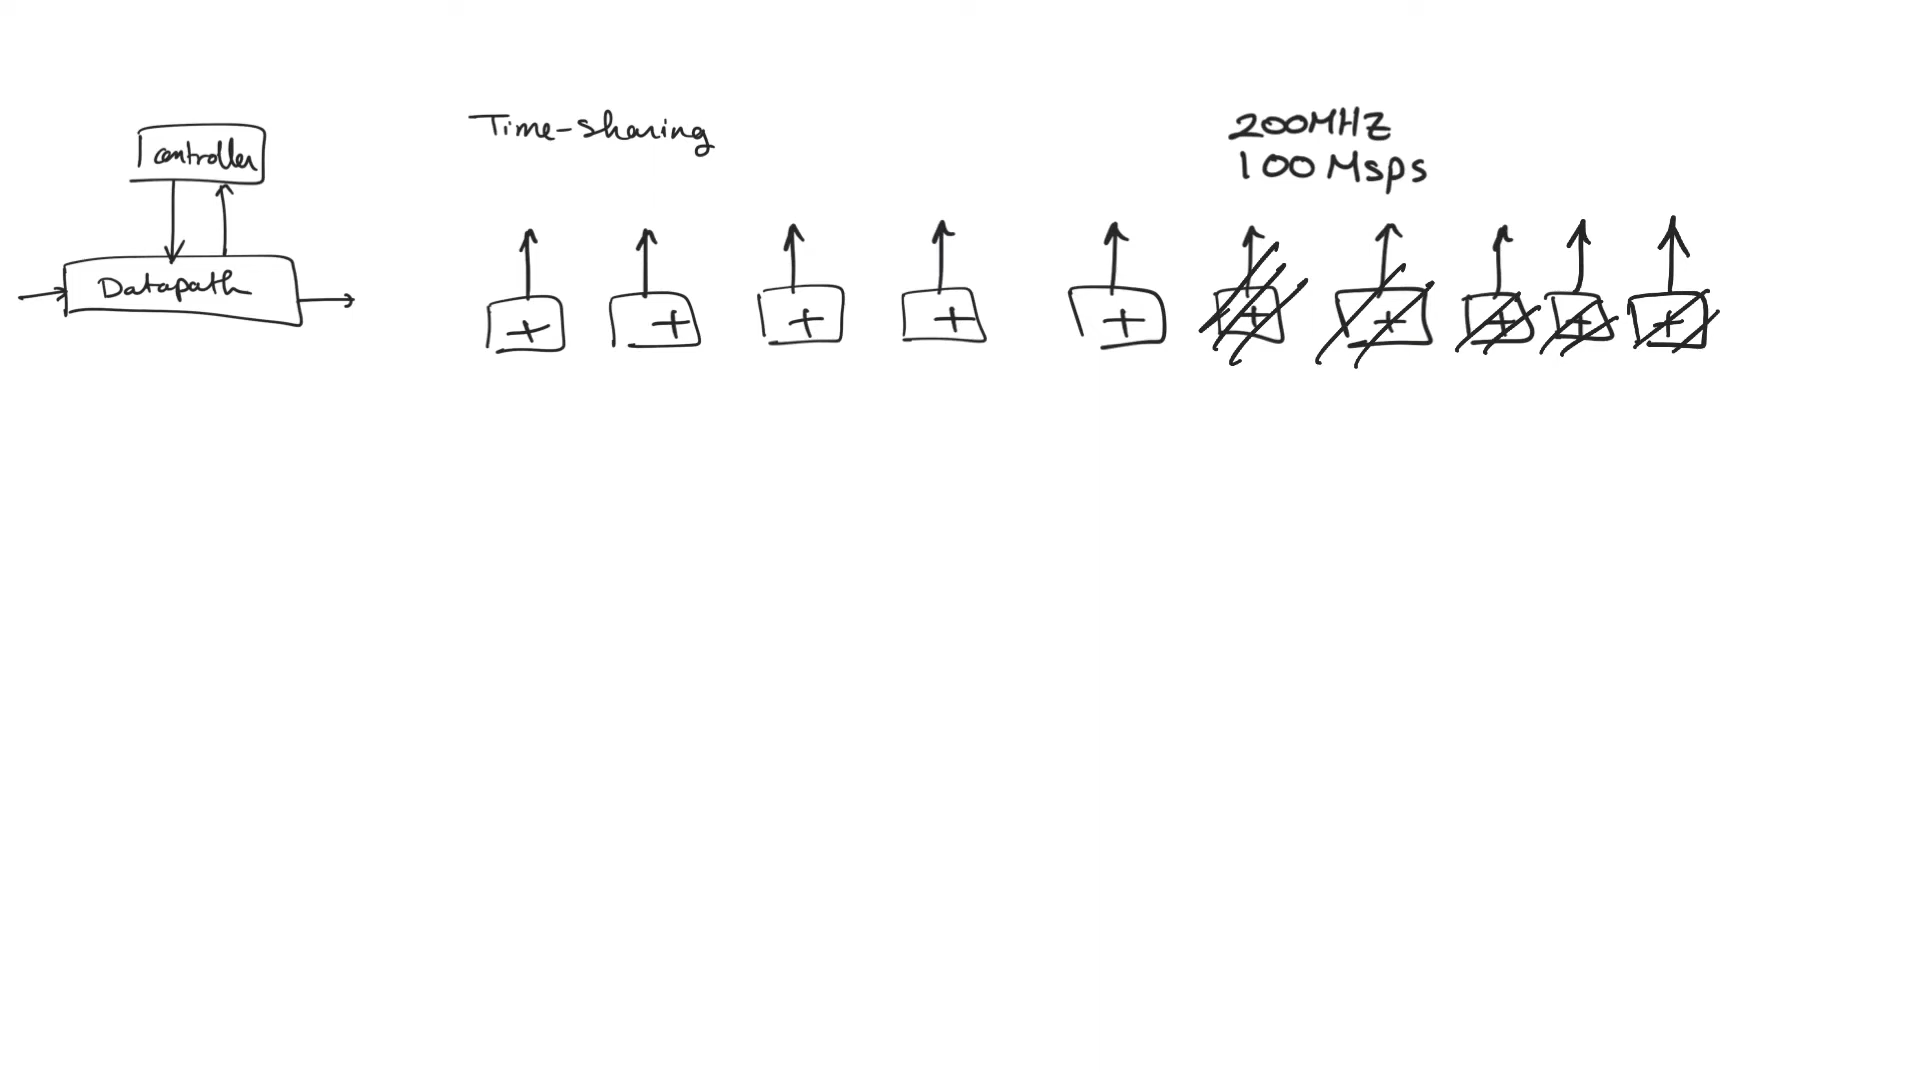 controller
Datapath
Time-sharing
200MHZ
100 Msps
+ + + + + + + + + +